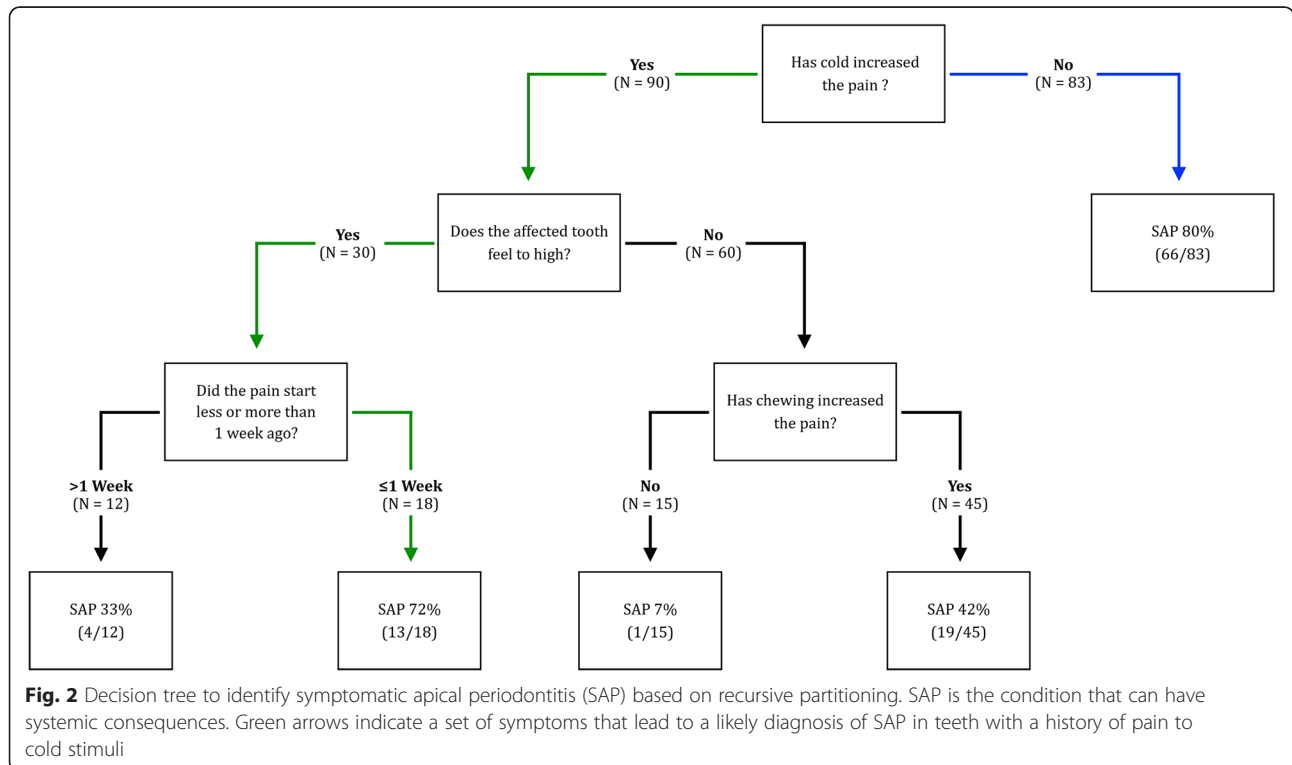 Has cold increased
the pain ?
Yes
(N = 90)
No
(N = 83)
Does the affected tooth
feel to high?
SAP 80%
(66/83)
Yes
(N = 30)
No
(N = 60)
Did the pain start
less or more than
1 week ago?
Has chewing increased
the pain?
>1 Week
(N = 12)
≤1 Week
(N = 18)
No
(N = 15)
Yes
(N = 45)
SAP 33%
(4/12)
SAP 72%
(13/18)
SAP 7%
(1/15)
SAP 42%
(19/45)
Fig. 2 Decision tree to identify symptomatic apical periodontitis (SAP) based on recursive partitioning. SAP is the condition that can have
systemic consequences. Green arrows indicate a set of symptoms that lead to a likely diagnosis of SAP in teeth with a history of pain to
cold stimuli